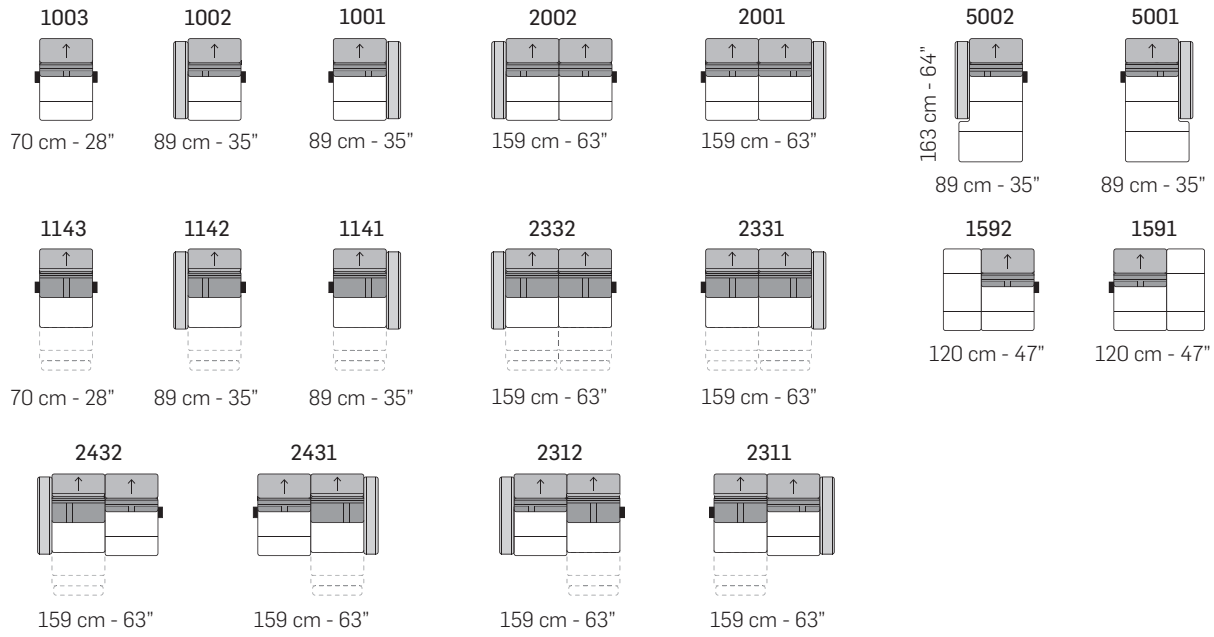 1003 1002 1001 2002 2001 5002 5001
163 cm - 64”
70 cm - 28” 89 cm - 35” 89 cm - 35” 159 cm - 63” 159 cm - 63”
89 cm - 35” 89 cm - 35”
1143 1142 1141 2332 2331 1592 1591
120 cm - 47” 120 cm - 47”
70 cm - 28” 89 cm - 35” 89 cm - 35” 159 cm - 63” 159 cm - 63”
2432 2431 2312 2311
159 cm - 63” 159 cm - 63” 159 cm - 63” 159 cm - 63”